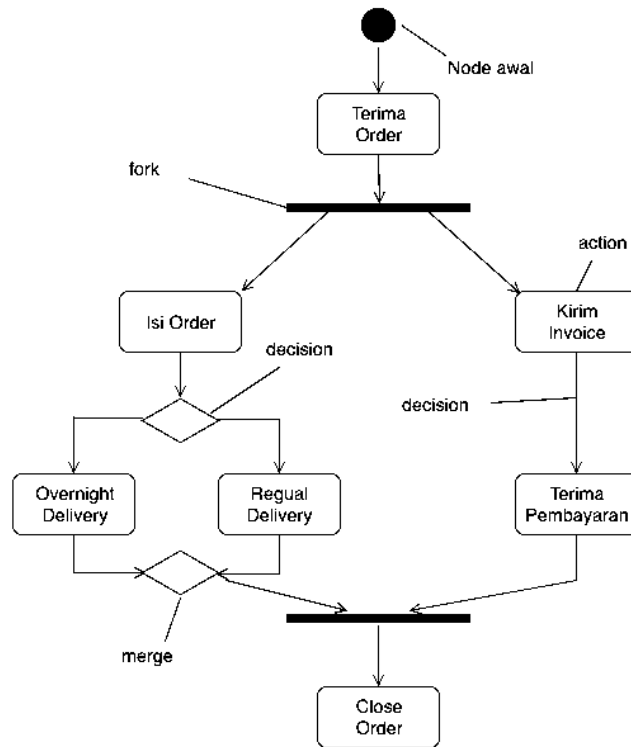 Node awal
Terima
Order
fork
action
Isi Order
Kirim
Invoice
decision
decision
Overnight
Delivery
Regual
Delivery
Terima
Pembayaran
merge
Close
Order